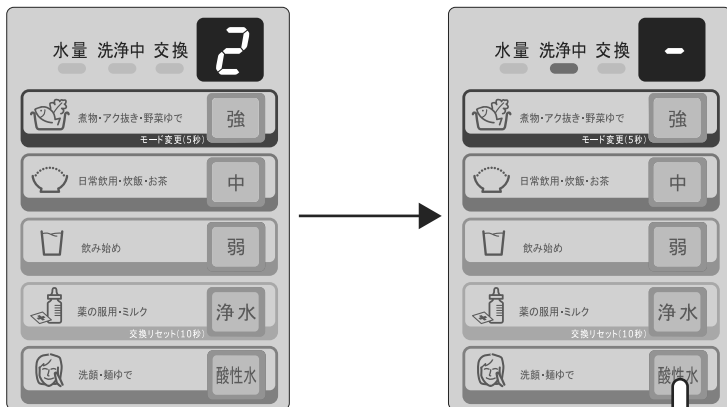 水量 洗浄中 交換 2
煮物・アク抜き・野菜ゆで 強
モード変更(5秒)
日常飲用・炊飯・お茶 中
飲み始め 弱
薬の服用・ミルク 浄水
交換リセット(10秒)
洗顔・麺ゆで 酸性水
水量 洗浄中 交換 -
煮物・アク抜き・野菜ゆで 強
モード変更(5秒)
日常飲用・炊飯・お茶 中
飲み始め 弱
薬の服用・ミルク 浄水
交換リセット(10秒)
洗顔・麺ゆで 酸性水